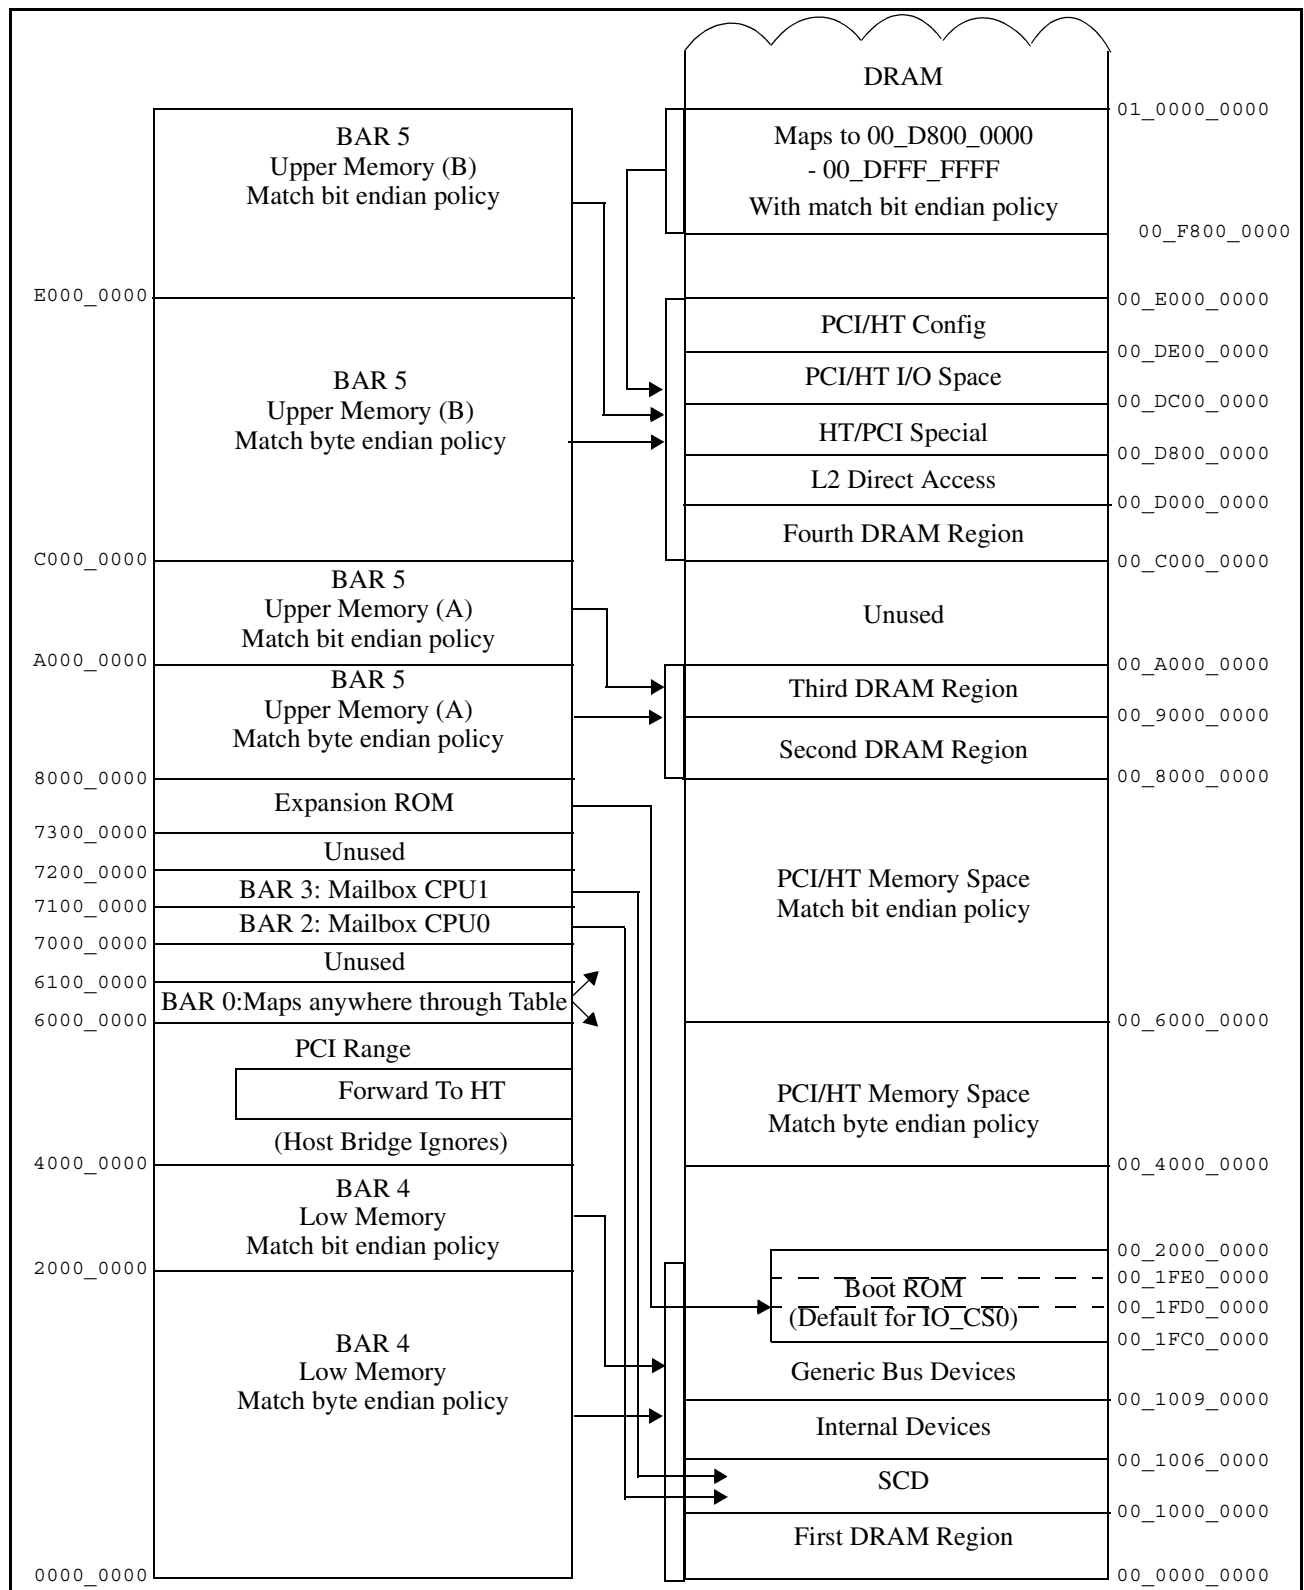 DRAM
01_0000_0000
BAR 5
Upper Memory (B)
Match bit endian policy
Maps to 00_D800_0000
- 00_DFFF_FFFF
With match bit endian policy
00_F800_0000
E000_0000
00_E000_0000
PCI/HT Config
00_DE00_0000
BAR 5
Upper Memory (B)
Match byte endian policy
PCI/HT I/O Space
00_DC00_0000
HT/PCI Special
00_D800_0000
L2 Direct Access
00_D000_0000
Fourth DRAM Region
C000_0000
00_C000_0000
BAR 5
Upper Memory (A)
Match bit endian policy
Unused
A000_0000
00_A000_0000
BAR 5
Upper Memory (A)
Match byte endian policy
Third DRAM Region
00_9000_0000
Second DRAM Region
8000_0000
00_8000_0000
Expansion ROM
7300_0000
Unused
7200_0000
BAR 3: Mailbox CPU1
7100_0000
BAR 2: Mailbox CPU0
7000_0000
Unused
6100_0000
BAR 0:Maps anywhere through Table
6000_0000
PCI/HT Memory Space
Match bit endian policy
00_6000_0000
PCI Range
Forward To HT
(Host Bridge Ignores)
PCI/HT Memory Space
Match byte endian policy
4000_0000
00_4000_0000
BAR 4
Low Memory
Match bit endian policy
2000_0000
00_2000_0000
00_1FE0_0000
Boot ROM
(Default for IO_CS0)
00_1FD0_0000
00_1FC0_0000
BAR 4
Low Memory
Match byte endian policy
Generic Bus Devices
00_1009_0000
Internal Devices
00_1006_0000
SCD
00_1000_0000
First DRAM Region
0000_0000
00_0000_0000